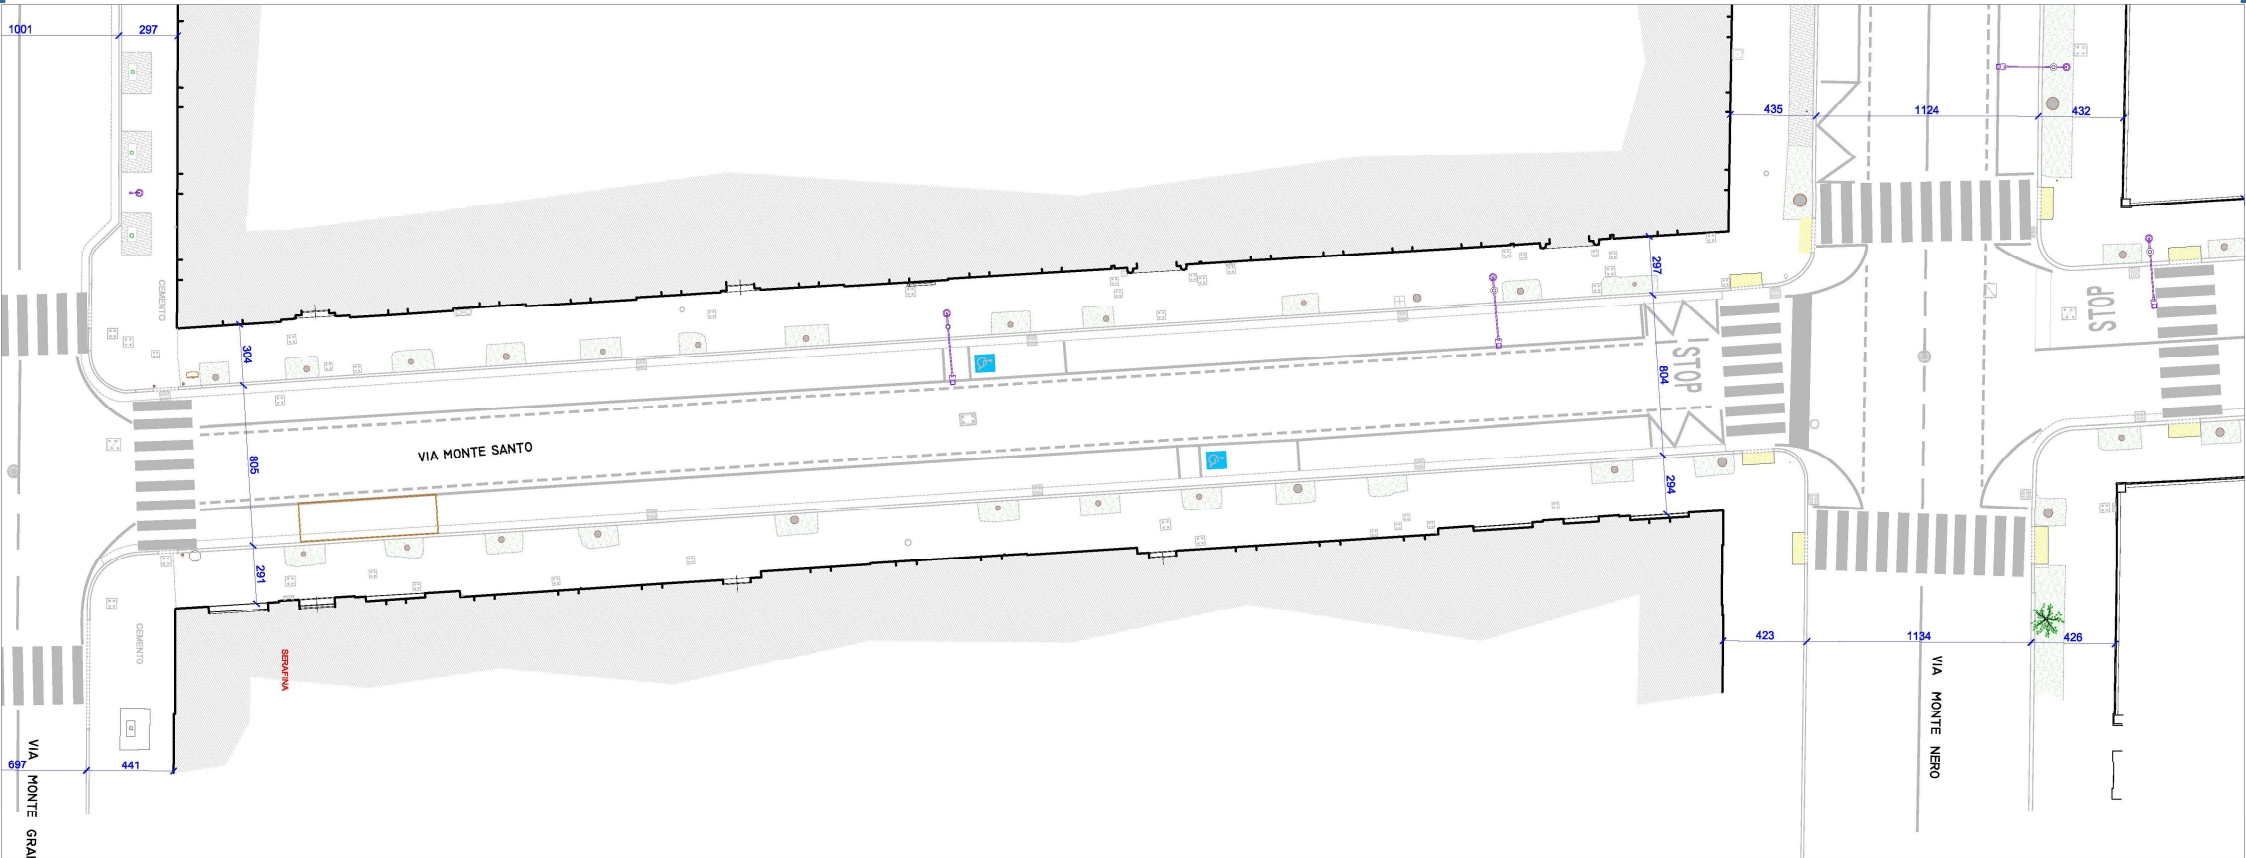 1001
297
435
1124
432
CEMENTO
297
304
STOP
STOP
804
VIA MONTE SANTO
805
294
291
CEMENTO
SERAFINA
423
1134
426
VIA MONTE NERO
697
441
VIA MONTE GRA